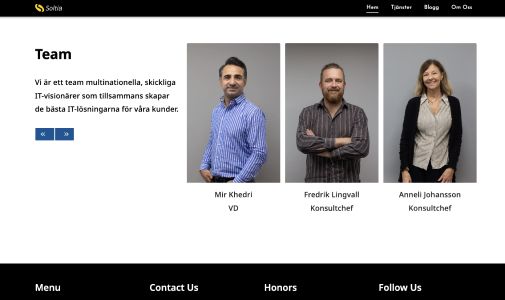 Soltia
Hem Tjänster Blogg Om Oss
Team
Vi är ett team multinationella, skickliga
IT-visionärer som tillsammans skapar
de bästa IT-lösningarna för våra kunder.
« »
Mir Khedri
VD
Fredrik Lingvall
Konsultchef
Anneli Johansson
Konsultchef
Menu Contact Us Honors Follow Us